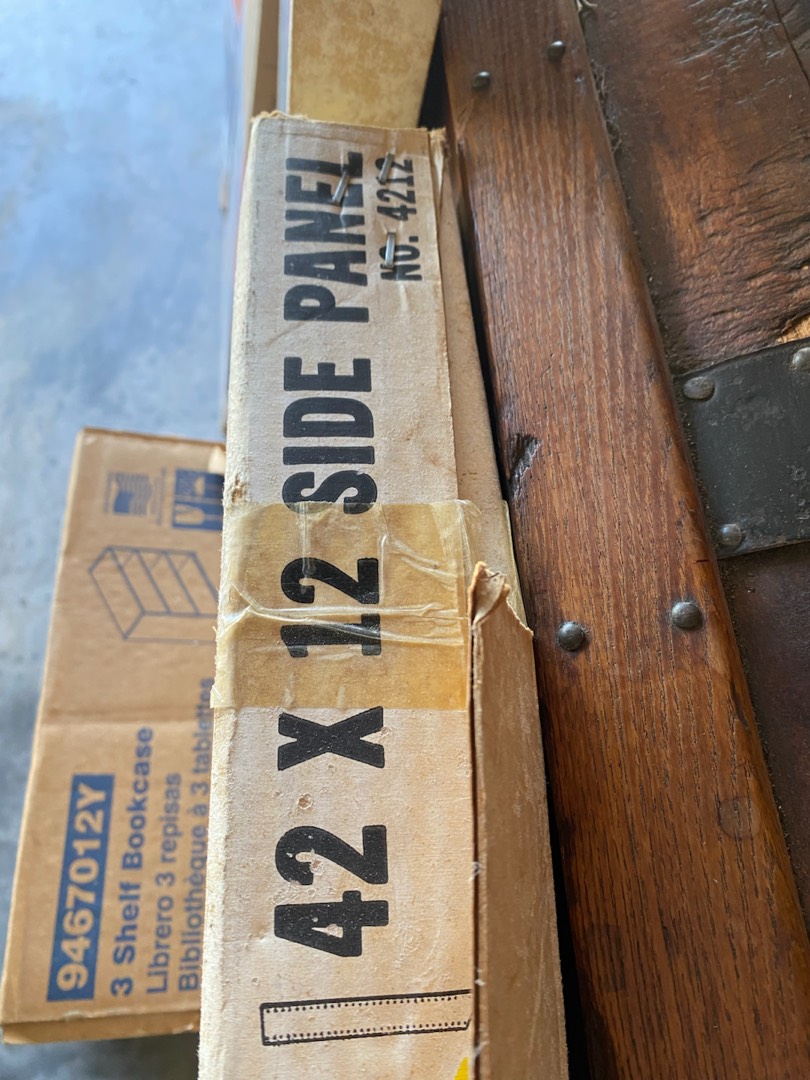 42 X 12 SIDE PANEL
NO. 4212
9467012Y
3 Shelf Bookcase
Librero 3 repisas
Bibliothèque à 3 tablettes